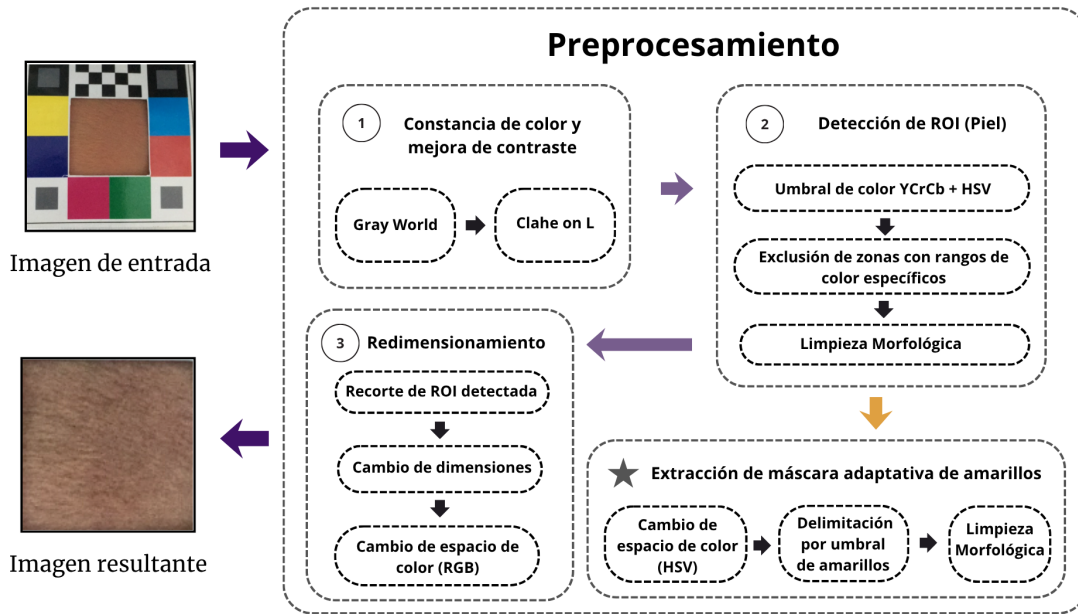 Preprocesamiento
1
Constancia de color y
mejora de contraste
Gray World
Clahe on L
2
Detección de ROI (Piel)
Umbral de color YCrCb + HSV
Exclusión de zonas con rangos de
color específicos
Limpieza Morfológica
Imagen de entrada
3
Redimensionamiento
Recorte de ROI detectada
Cambio de dimensiones
Cambio de espacio de
color (RGB)
Extracción de máscara adaptativa de amarillos
Cambio de
espacio de color
(HSV)
Delimitación
por umbral
de amarillos
Limpieza
Morfológica
Imagen resultante